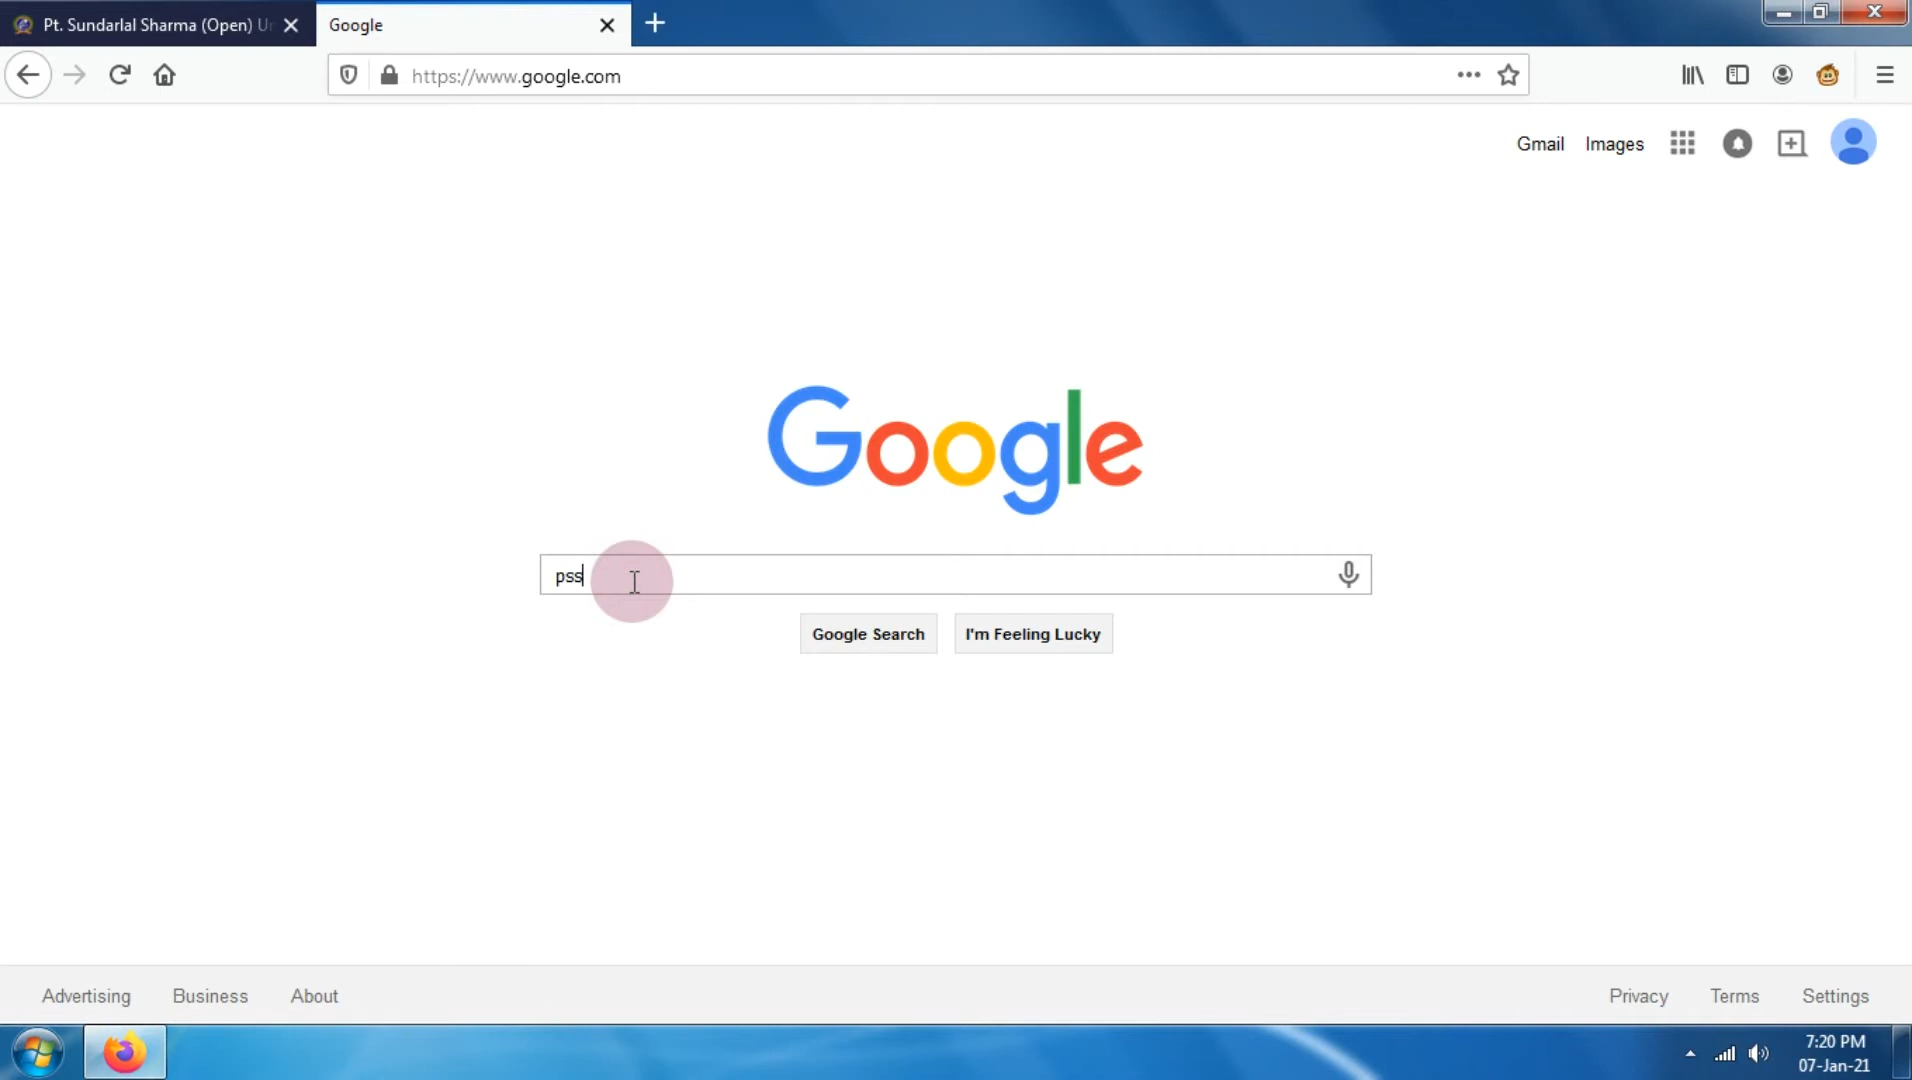 Pt. Sundarlal Sharma (Open) Un
Google
https://www.google.com
Gmail Images
Google
pss
Google Search I'm Feeling Lucky
Advertising Business About Privacy Terms Settings
7:20 PM
07-Jan-21